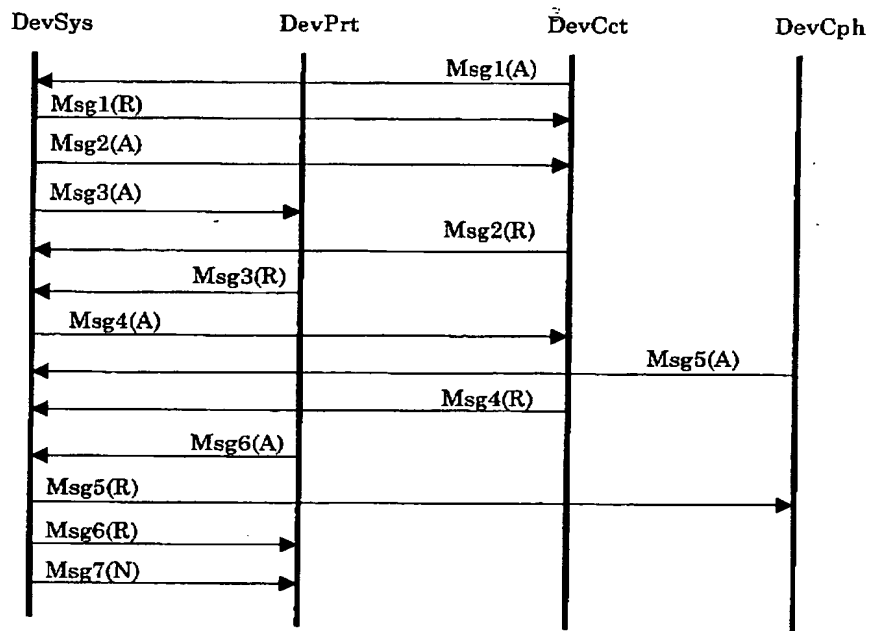 DevSys DevPrt DevCct DevCph
Msg1(A)
Msg1(R)
Msg2(A)
Msg3(A)
Msg2(R)
Msg3(R)
Msg4(A)
Msg5(A)
Msg4(R)
Msg6(A)
Msg5(R)
Msg6(R)
Msg7(N)